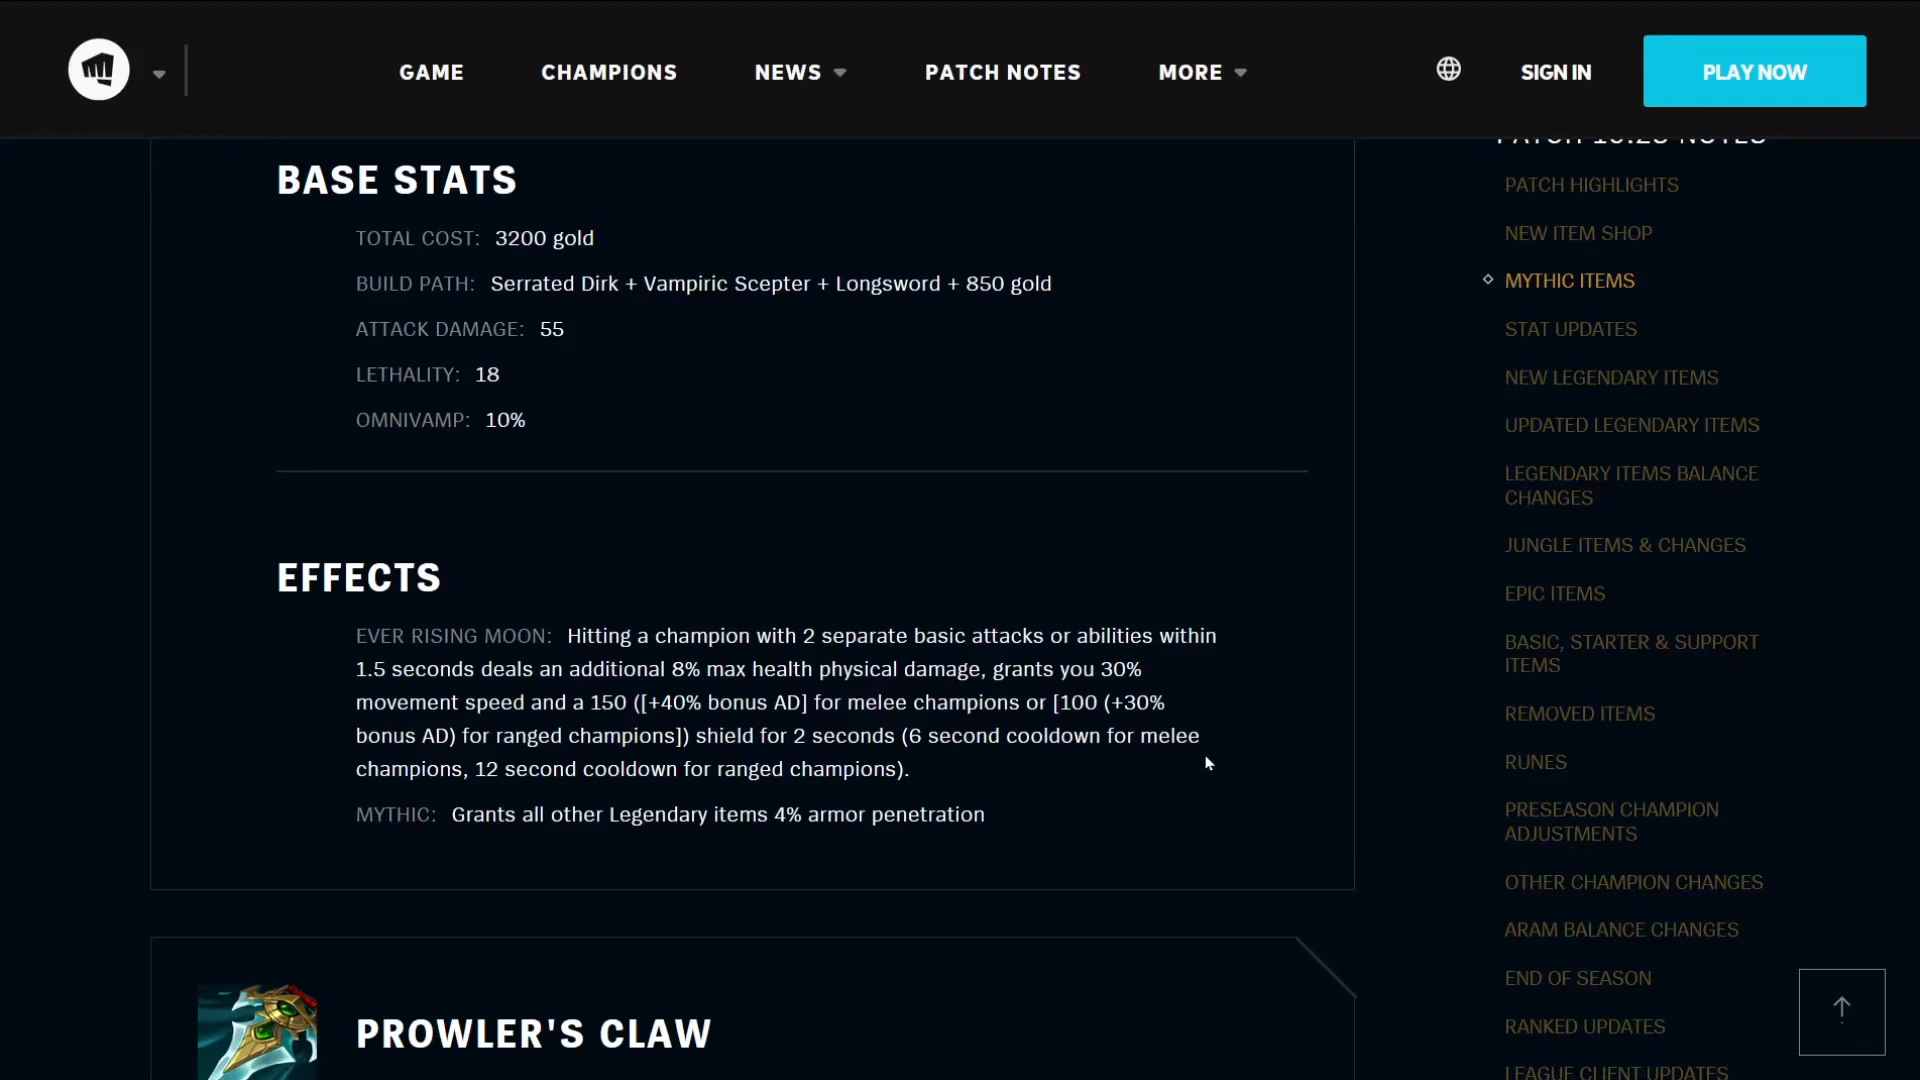 GAME
CHAMPIONS
NEWS
PATCH NOTES
MORE
SIGN IN
PLAY NOW
BASE STATS
TOTAL COST: 3200 gold
BUILD PATH: Serrated Dirk + Vampiric Scepter + Longsword + 850 gold
ATTACK DAMAGE: 55
LETHALITY: 18
OMNIVAMP: 10%
EFFECTS
EVER RISING MOON: Hitting a champion with 2 separate basic attacks or abilities within
1.5 seconds deals an additional 8% max health physical damage, grants you 30%
movement speed and a 150 ([+40% bonus AD] for melee champions or [100 (+30%
bonus AD) for ranged champions]) shield for 2 seconds (6 second cooldown for melee
champions, 12 second cooldown for ranged champions).
MYTHIC: Grants all other Legendary items 4% armor penetration
PROWLER'S CLAW
PATCH 10.23 NOTES
PATCH HIGHLIGHTS
NEW ITEM SHOP
MYTHIC ITEMS
STAT UPDATES
NEW LEGENDARY ITEMS
UPDATED LEGENDARY ITEMS
LEGENDARY ITEMS BALANCE
CHANGES
JUNGLE ITEMS & CHANGES
EPIC ITEMS
BASIC, STARTER & SUPPORT
ITEMS
REMOVED ITEMS
RUNES
PRESEASON CHAMPION
ADJUSTMENTS
OTHER CHAMPION CHANGES
ARAM BALANCE CHANGES
END OF SEASON
RANKED UPDATES
LEAGUE CLIENT UPDATES